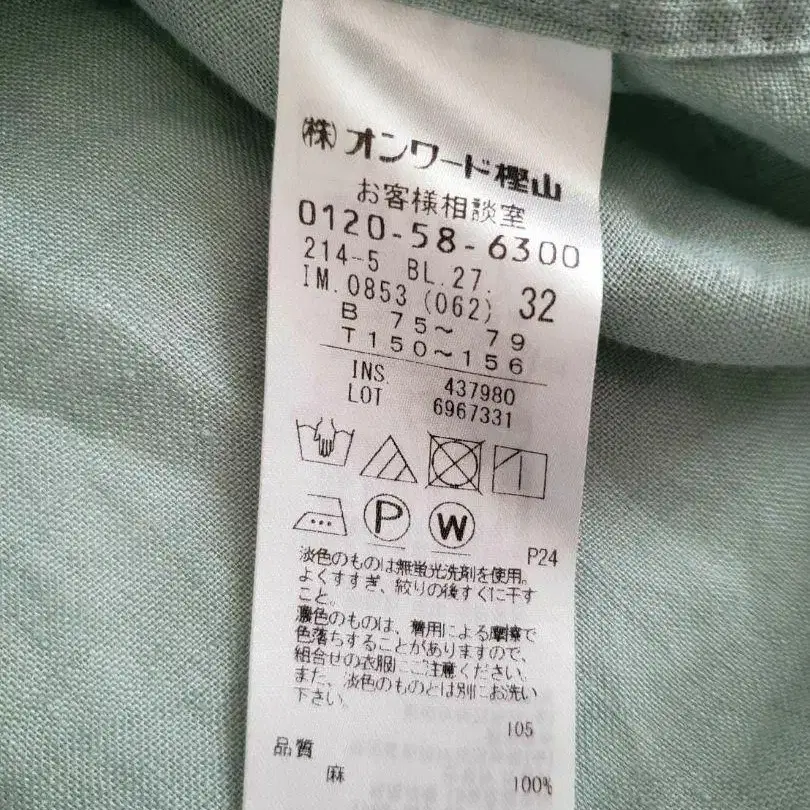 ㈱オンワード樫山
お客様相談室
0120-58-6300
214-5 BL.27. 32
IM.0853 (062)
B 75～ 79
T150～156
INS. 437980
LOT 6967331
P W
P24
淡色のものは無蛍光洗剤を使用。
よくすすぎ、絞りの後すぐに干す
こと。
濃色のものは、着用による摩擦で
色落ちすることがありますので、
組合せの衣服にご注意ください。
また、淡色のものとは別にお洗い
下さい。
105
品質
麻 100%